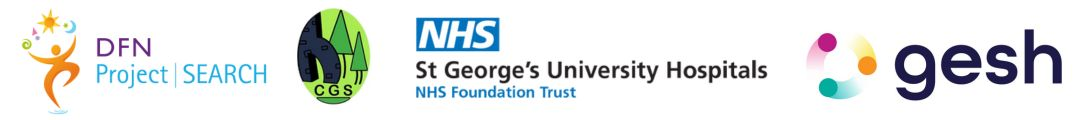 DFN
Project | SEARCH
CGS
NHS
St George's University Hospitals
NHS Foundation Trust
gesh